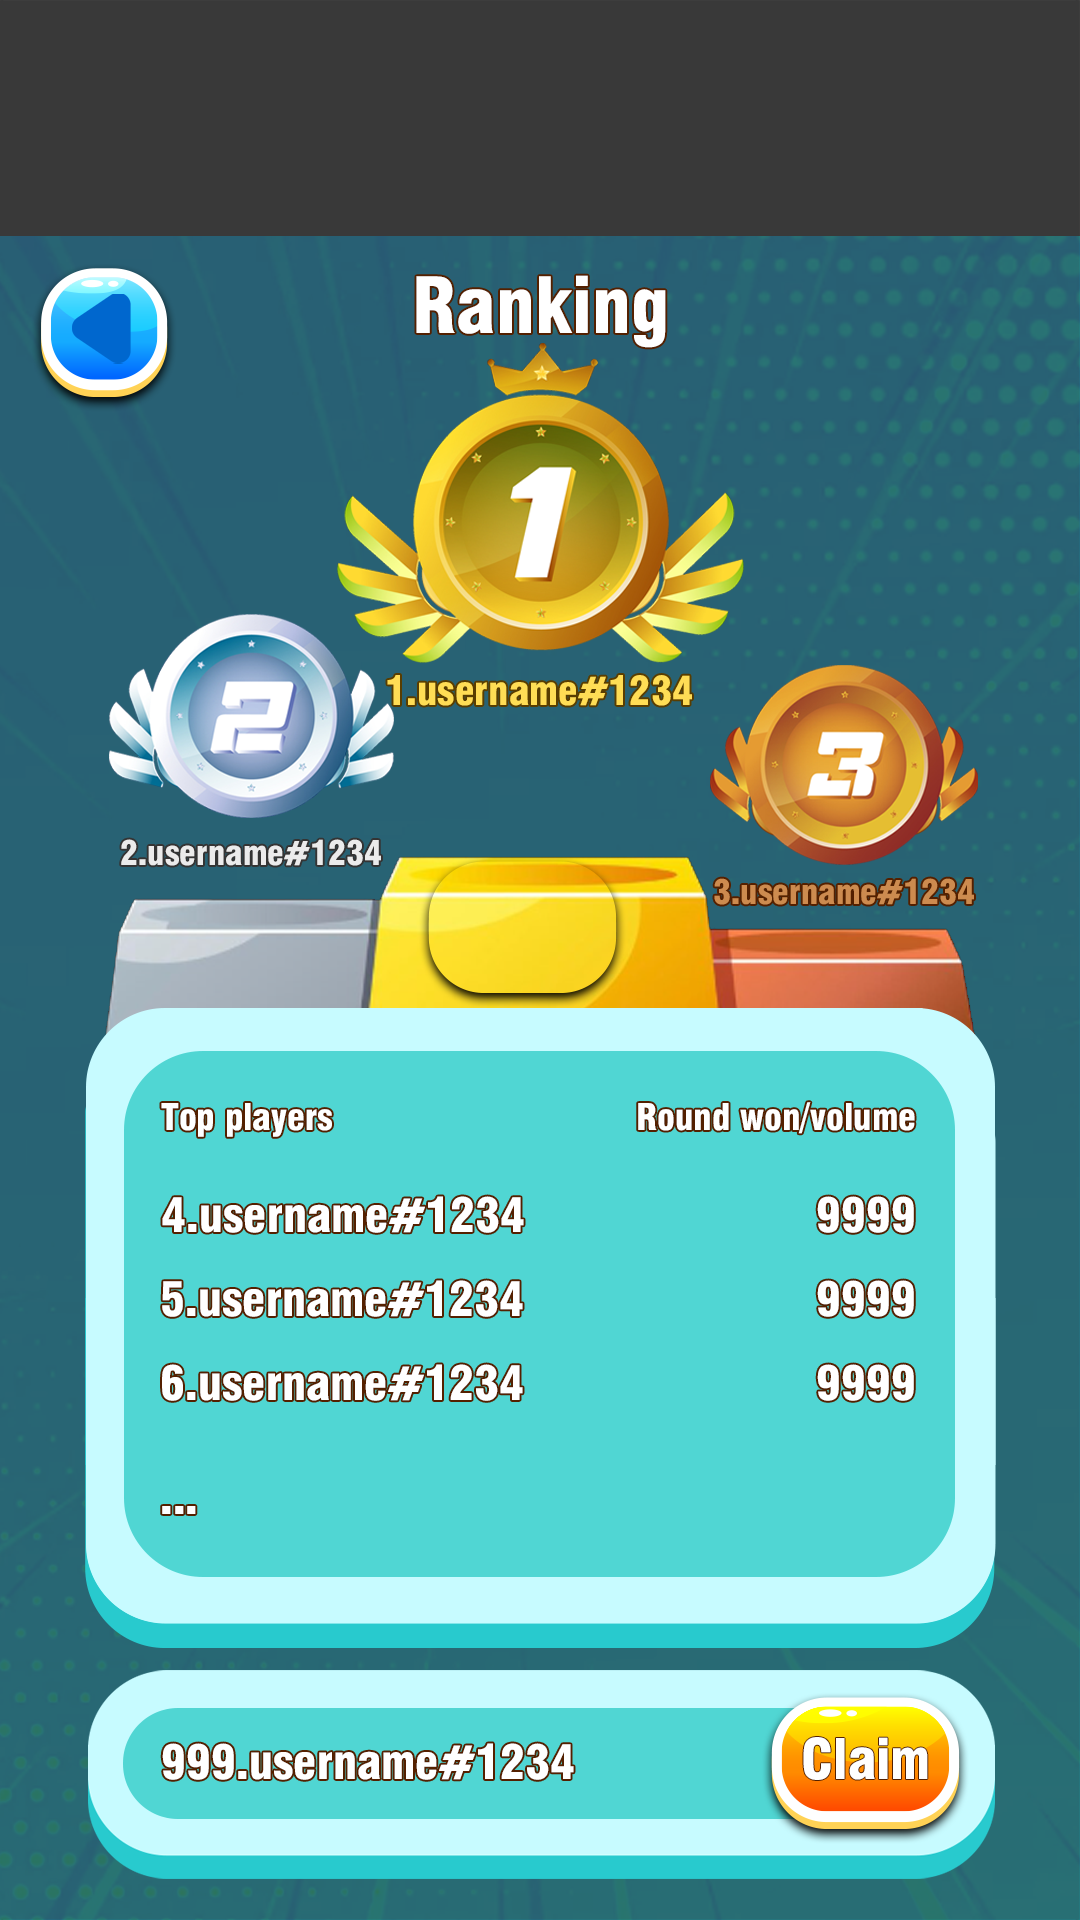 Ranking
1
1.username#1234
2
3
2.username#1234
3.username#1234
Top players Round won/volume
4.username#1234 9999
5.username#1234 9999
6.username#1234 9999
...
999.username#1234 Claim